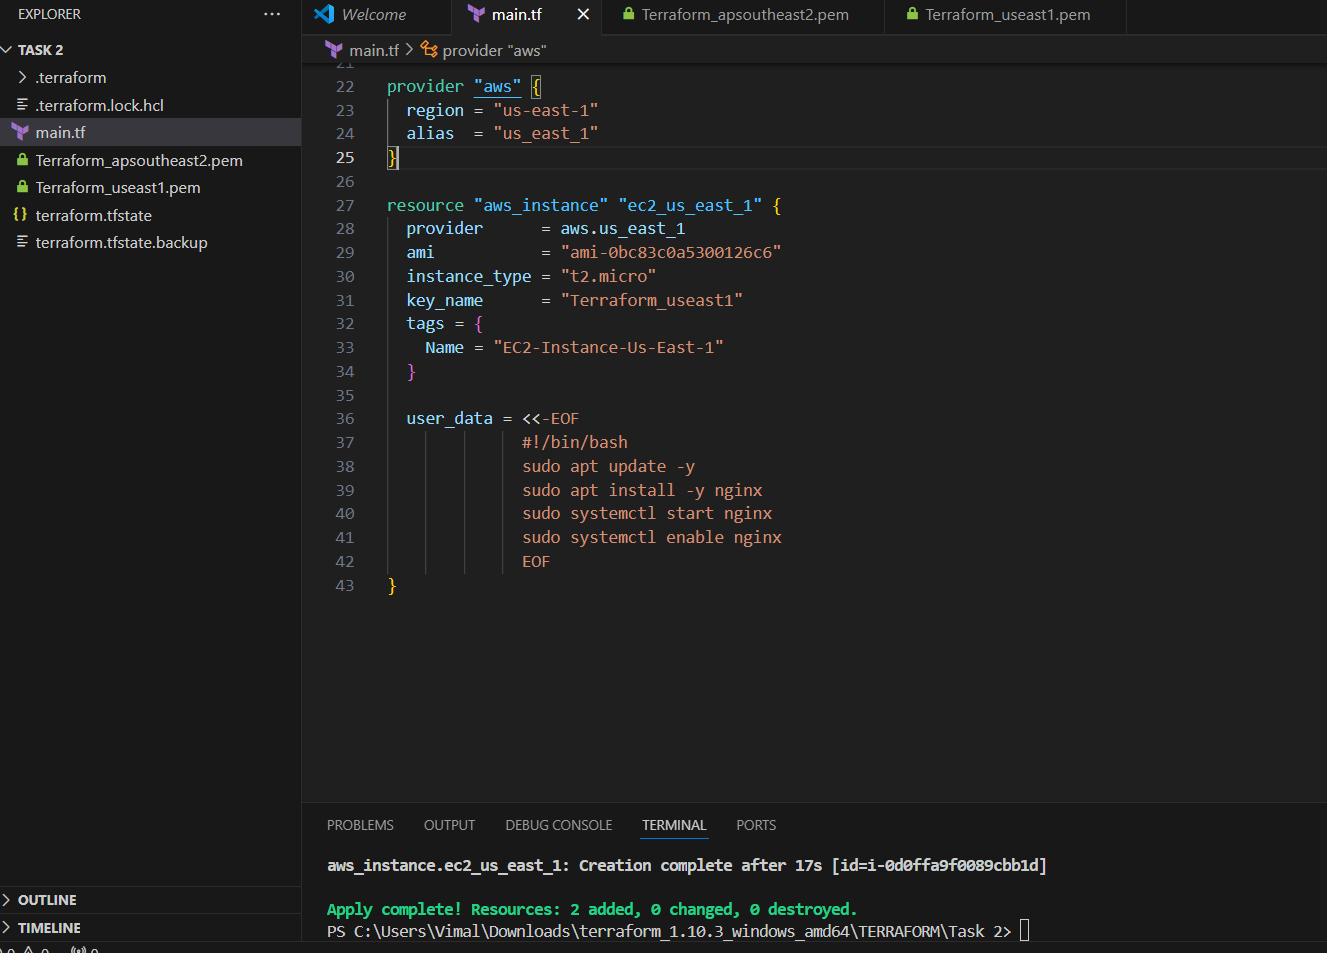 EXPLORER
TASK 2
.terraform
.terraform.lock.hcl
main.tf
Terraform_apsoutheast2.pem
Terraform_useast1.pem
terraform.tfstate
terraform.tfstate.backup
OUTLINE
TIMELINE
Welcome
main.tf
Terraform_apsoutheast2.pem
Terraform_useast1.pem
main.tf > provider "aws"
21
22 provider "aws" {
23   region = "us-east-1"
24   alias  = "us_east_1"
25 }
26
27 resource "aws_instance" "ec2_us_east_1" {
28   provider      = aws.us_east_1
29   ami           = "ami-0bc83c0a5300126c6"
30   instance_type = "t2.micro"
31   key_name      = "Terraform_useast1"
32   tags = {
33     Name = "EC2-Instance-Us-East-1"
34   }
35
36   user_data = <<-EOF
37               #!/bin/bash
38               sudo apt update -y
39               sudo apt install -y nginx
40               sudo systemctl start nginx
41               sudo systemctl enable nginx
42               EOF
43 }
PROBLEMS OUTPUT DEBUG CONSOLE TERMINAL PORTS
aws_instance.ec2_us_east_1: Creation complete after 17s [id=i-0d0ffa9f0089cbb1d]
Apply complete! Resources: 2 added, 0 changed, 0 destroyed.
PS C:\Users\Vimal\Downloads\terraform_1.10.3_windows_amd64\TERRAFORM\Task 2>